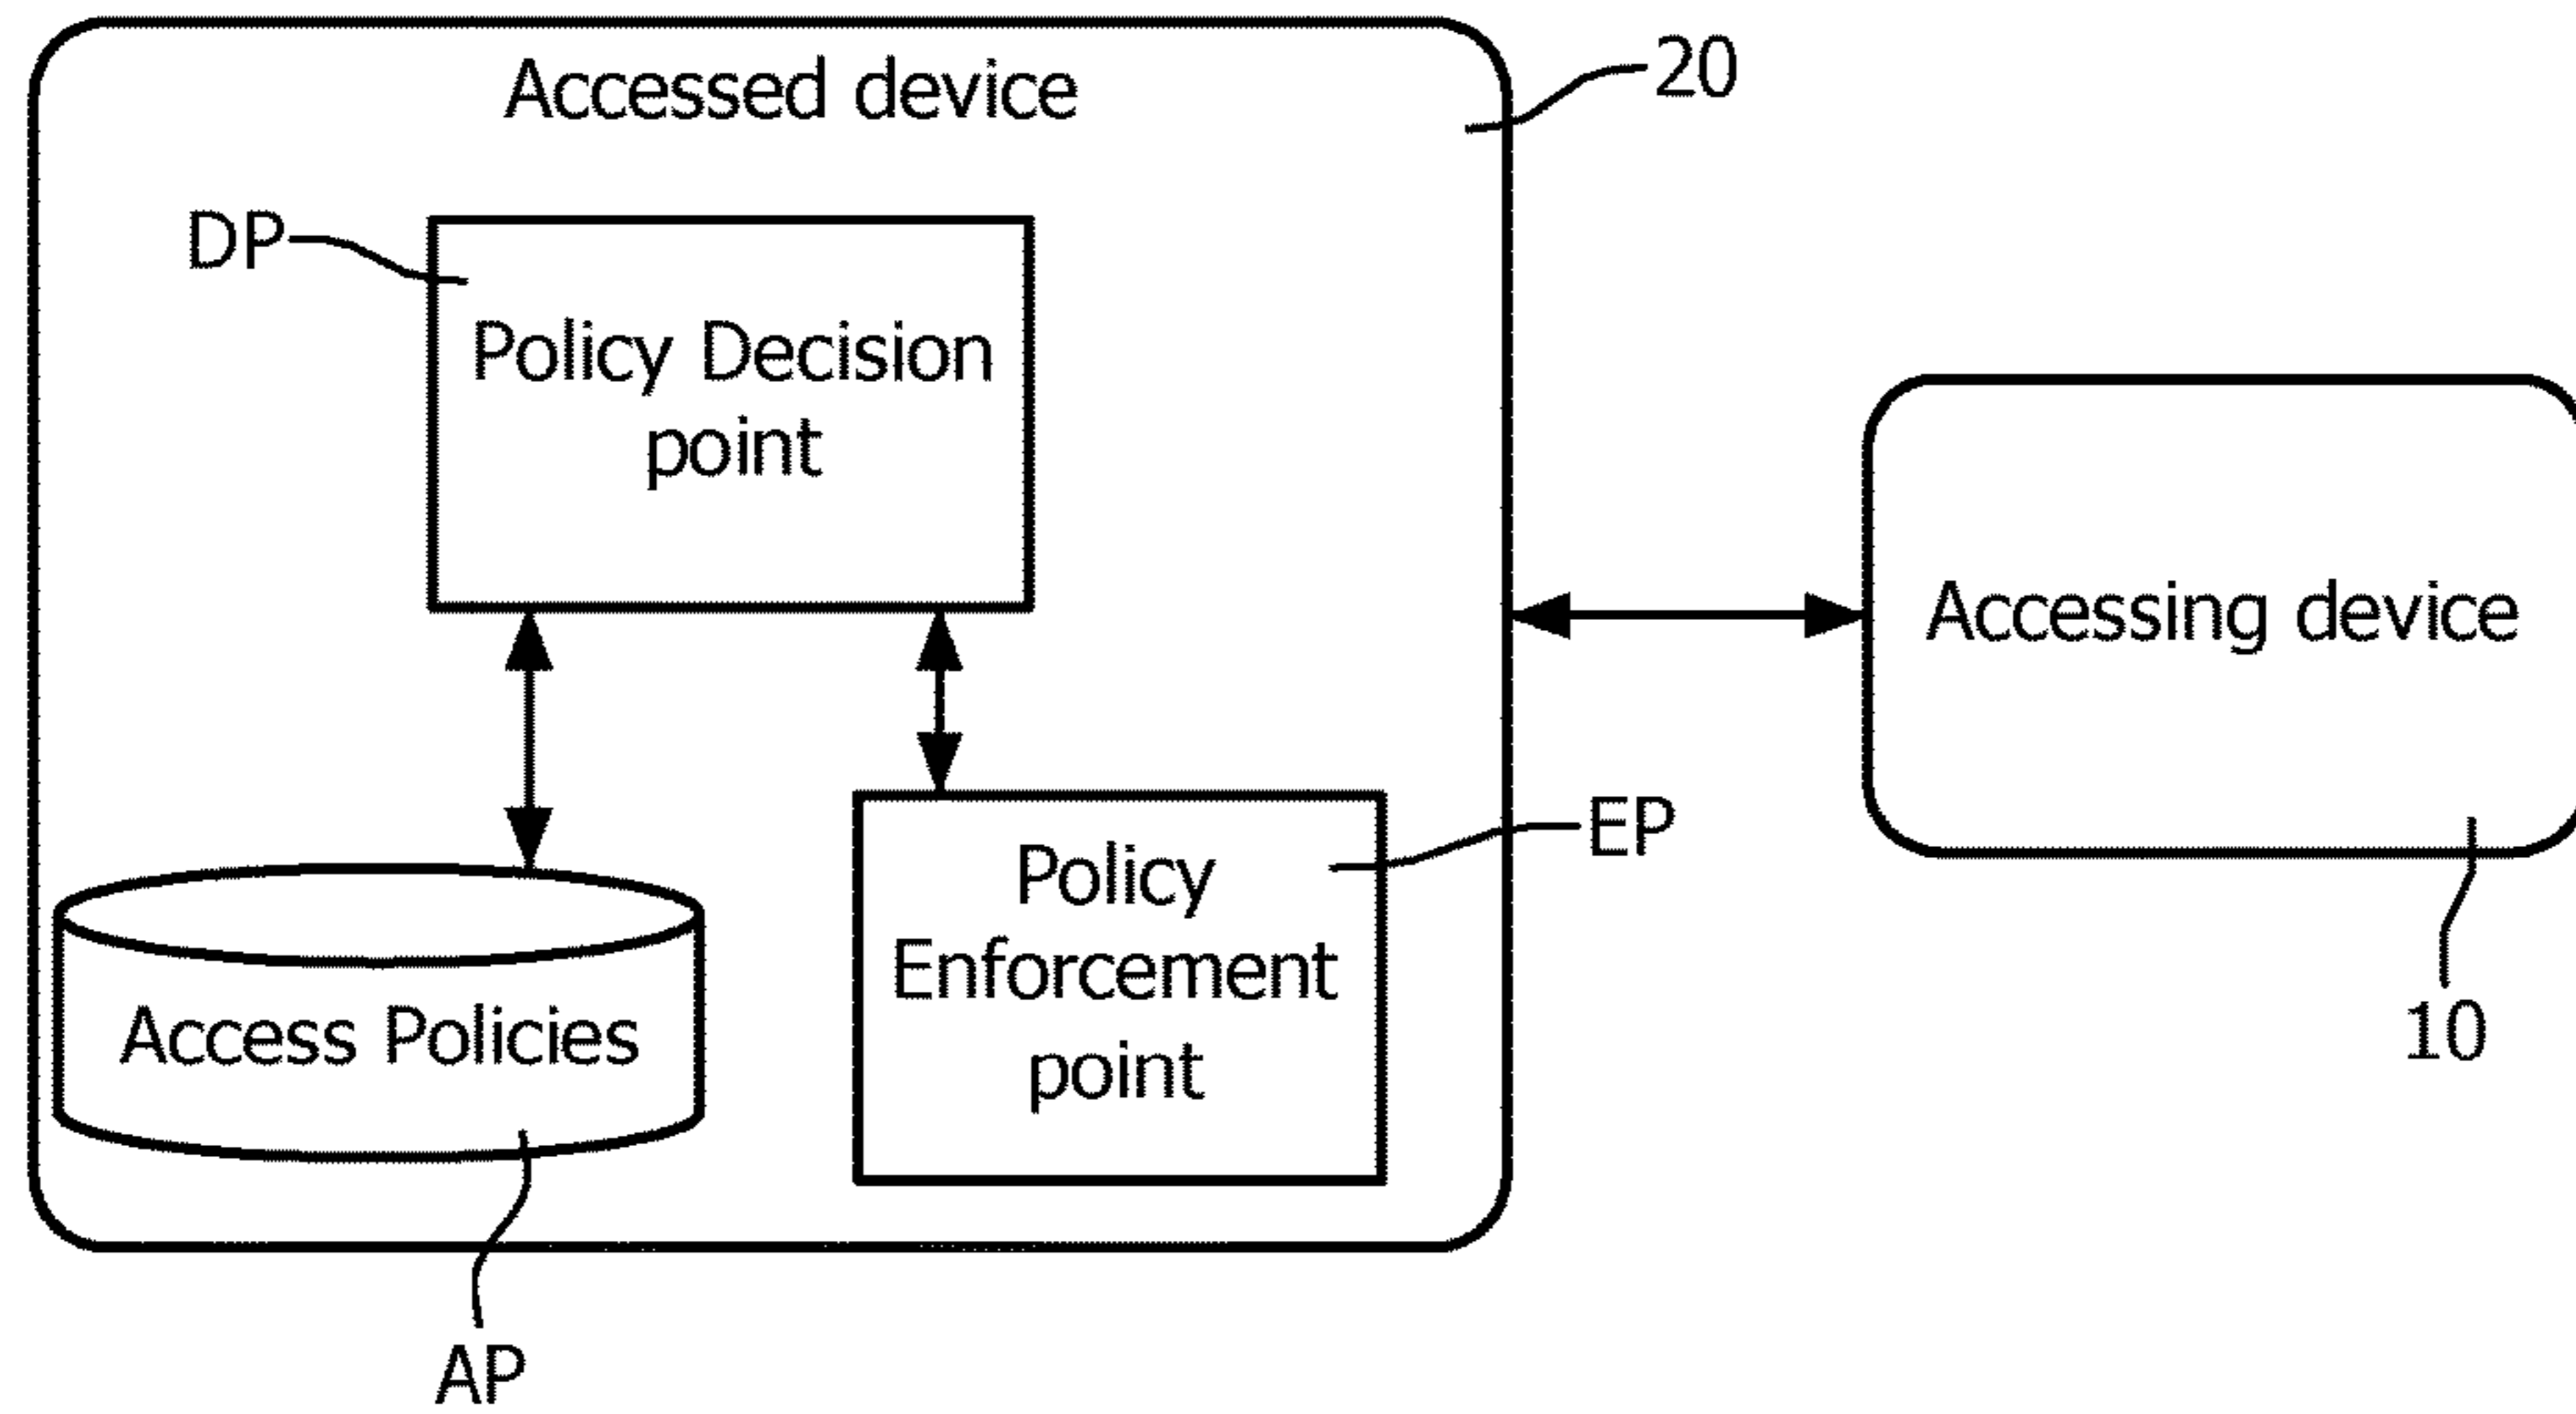 Accessed device
20
DP
Policy Decision
point
Accessing device
EP
Policy
Enforcement
point
Access Policies
10
AP